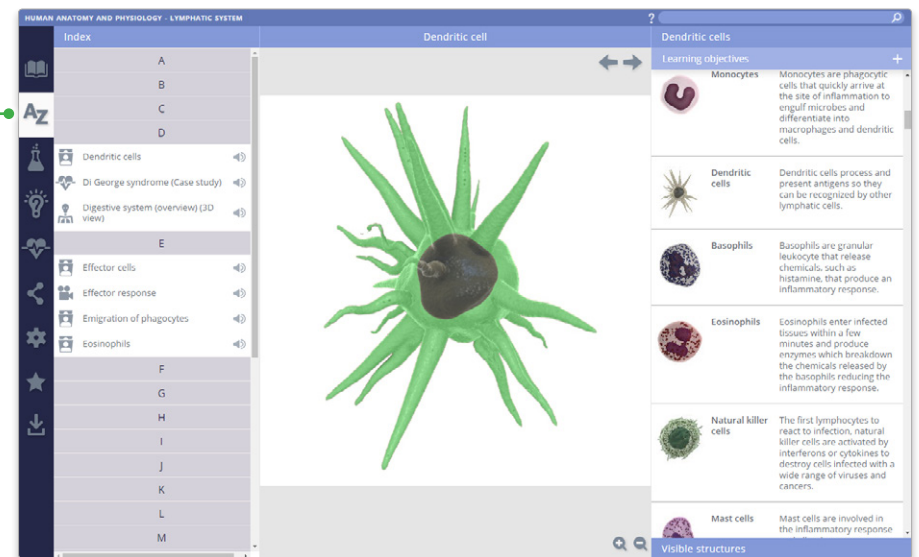 HUMAN ANATOMY AND PHYSIOLOGY - LYMPHATIC SYSTEM
?
Index
Dendritic cell
Dendritic cells
Learning objectives +
A
B
C
D
Dendritic cells
Di George syndrome (Case study)
Digestive system (overview) (3D
view)
E
Effector cells
Effector response
Emigration of phagocytes
Eosinophils
F
G
H
I
J
K
L
M
AZ
Monocytes
Monocytes are phagocytic
cells that quickly arrive at
the site of inflammation to
engulf microbes and
differentiate into
macrophages and dendritic
cells.
Dendritic
cells
Dendritic cells process and
present antigens so they
can be recognized by other
lymphatic cells.
Basophils
Basophils are granular
leukocyte that release
chemicals, such as
histamine, that produce an
inflammatory response.
Eosinophils
Eosinophils enter infected
tissues within a few
minutes and produce
enzymes which breakdown
the chemicals released by
the basophils reducing the
inflammatory response.
Natural killer
cells
The first lymphocytes to
react to infection, natural
killer cells are activated by
interferons or cytokines to
destroy cells infected with a
wide range of viruses and
cancers.
Mast cells
Mast cells are involved in
the inflammatory response
Visible structures